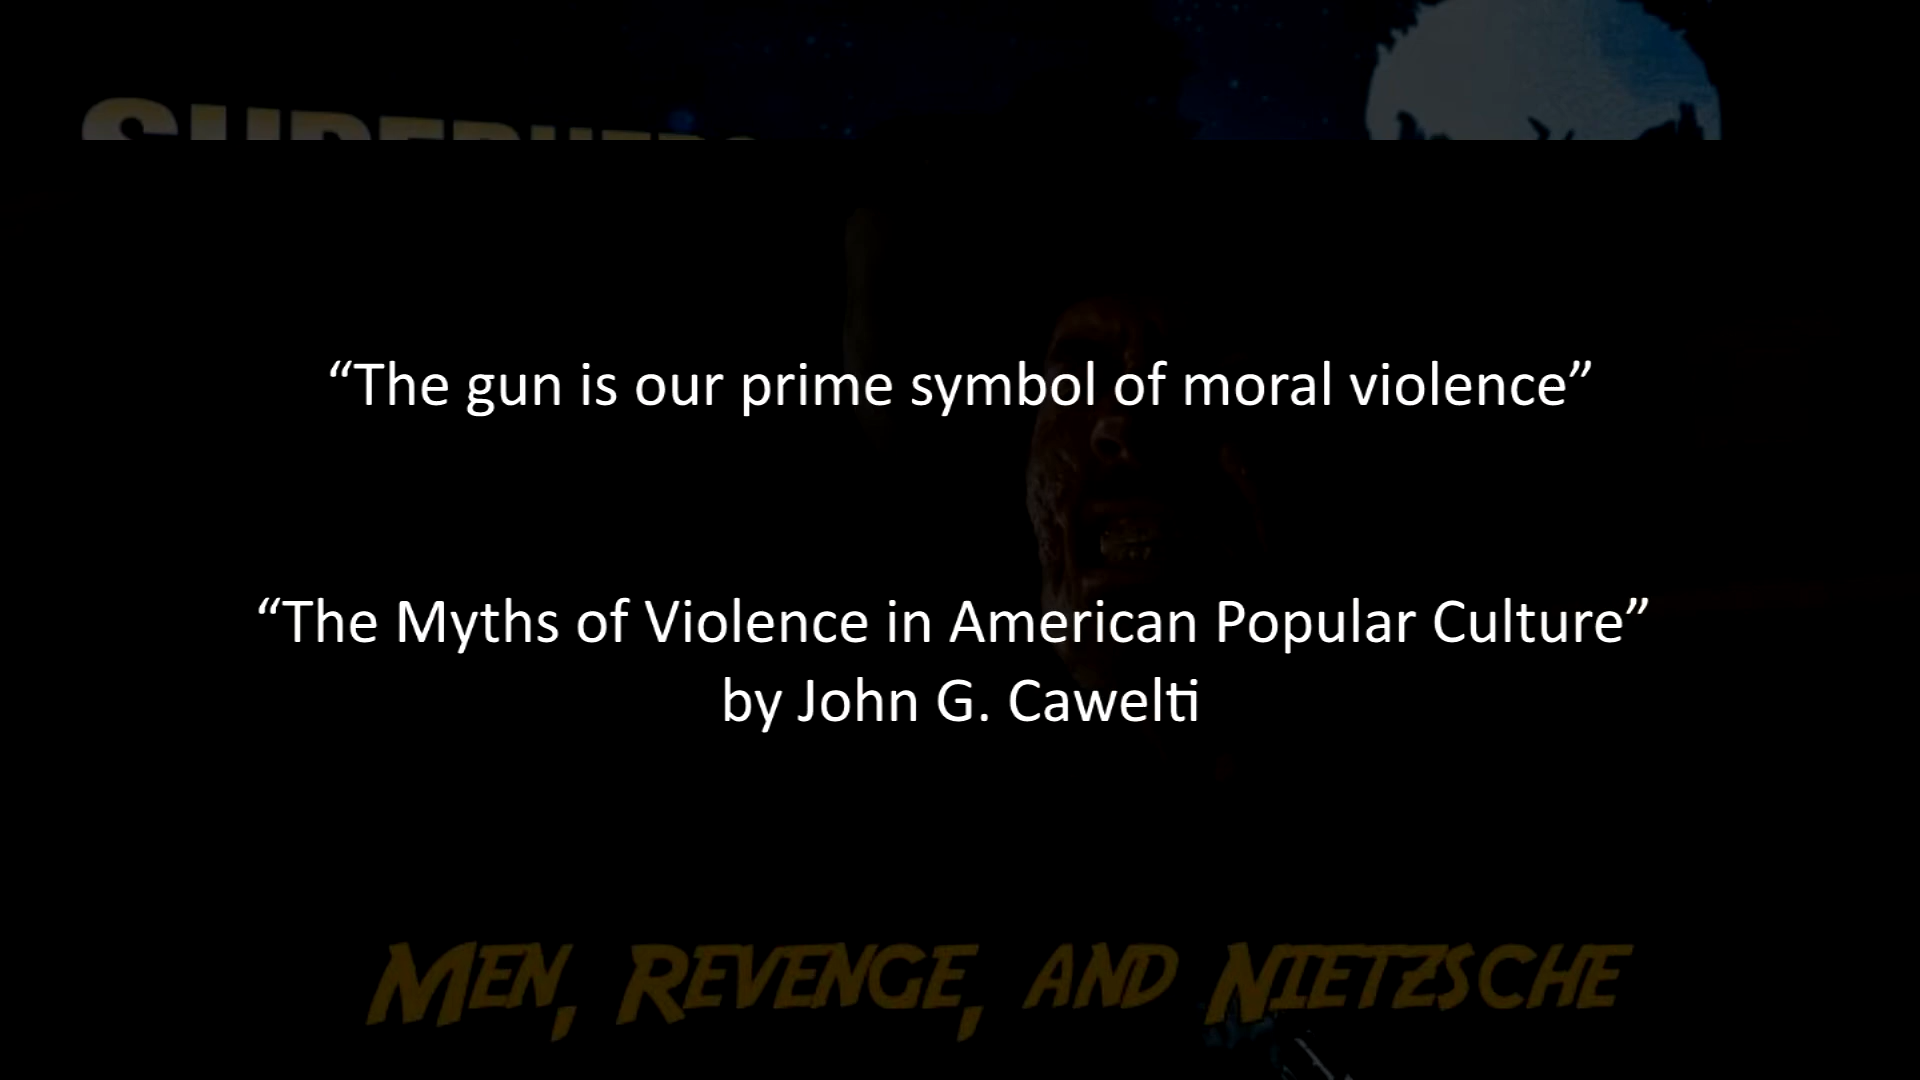 “The gun is our prime symbol of moral violence”
“The Myths of Violence in American Popular Culture”
by John G. Cawelti
MEN, REVENGE, AND NIETZSCHE